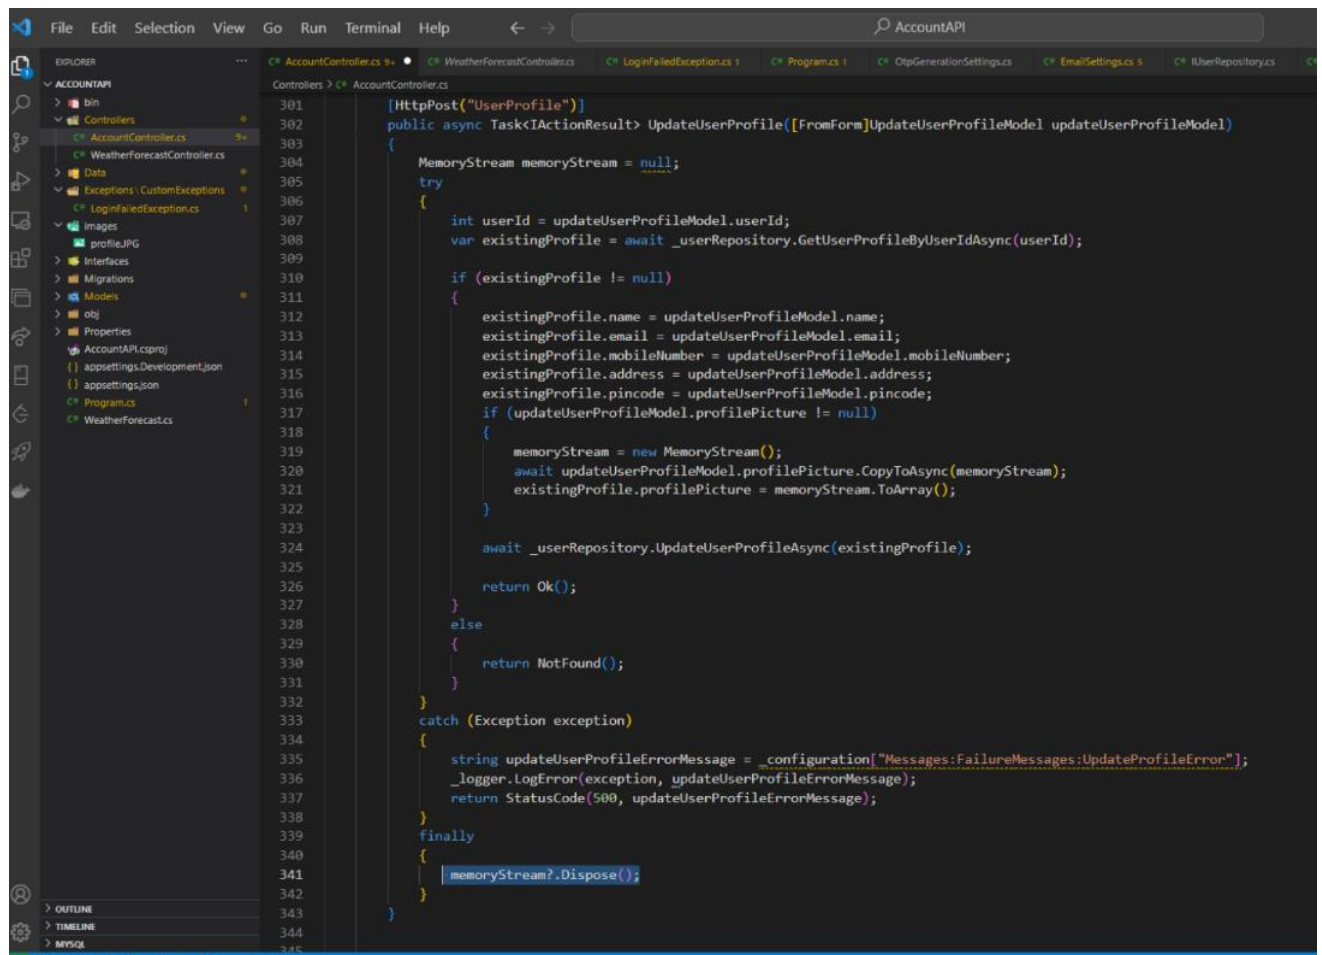 File Edit Selection View Go Run Terminal Help ← → AccountAPI
EXPLORER ...
ACCOUNTAPI
bin
Controllers
C# AccountController.cs 9+
C# WeatherForecastController.cs
Data
Exceptions \ CustomExceptions
C# LoginFailedException.cs 1
images
profile.JPG
Interfaces
Migrations
Models
obj
Properties
AccountAPI.csproj
{ } appsettings.Development.json
{ } appsettings.json
C# Program.cs 1
C# WeatherForecast.cs
> OUTLINE
> TIMELINE
> MYSQL
C# AccountController.cs 9+ ● C# WeatherForecastController.cs C# LoginFailedException.cs 1 C# Program.cs 1 C# OtpGenerationSettings.cs C# EmailSettings.cs 5 C# IUserRepository.cs
Controllers > C# AccountController.cs
301 [HttpPost("UserProfile")]
302 public async Task<IActionResult> UpdateUserProfile([FromForm]UpdateUserProfileModel updateUserProfileModel)
303 {
304 MemoryStream memoryStream = null;
305 try
306 {
307 int userId = updateUserProfileModel.userId;
308 var existingProfile = await _userRepository.GetUserProfileByUserIdAsync(userId);
309
310 if (existingProfile != null)
311 {
312 existingProfile.name = updateUserProfileModel.name;
313 existingProfile.email = updateUserProfileModel.email;
314 existingProfile.mobileNumber = updateUserProfileModel.mobileNumber;
315 existingProfile.address = updateUserProfileModel.address;
316 existingProfile.pincode = updateUserProfileModel.pincode;
317 if (updateUserProfileModel.profilePicture != null)
318 {
319 memoryStream = new MemoryStream();
320 await updateUserProfileModel.profilePicture.CopyToAsync(memoryStream);
321 existingProfile.profilePicture = memoryStream.ToArray();
322 }
323
324 await _userRepository.UpdateUserProfileAsync(existingProfile);
325
326 return Ok();
327 }
328 else
329 {
330 return NotFound();
331 }
332 }
333 catch (Exception exception)
334 {
335 string updateUserProfileErrorMessage = _configuration["Messages:FailureMessages:UpdateProfileError"];
336 _logger.LogError(exception, updateUserProfileErrorMessage);
337 return StatusCode(500, updateUserProfileErrorMessage);
338 }
339 finally
340 {
341 memoryStream?.Dispose();
342 }
343 }
344
345